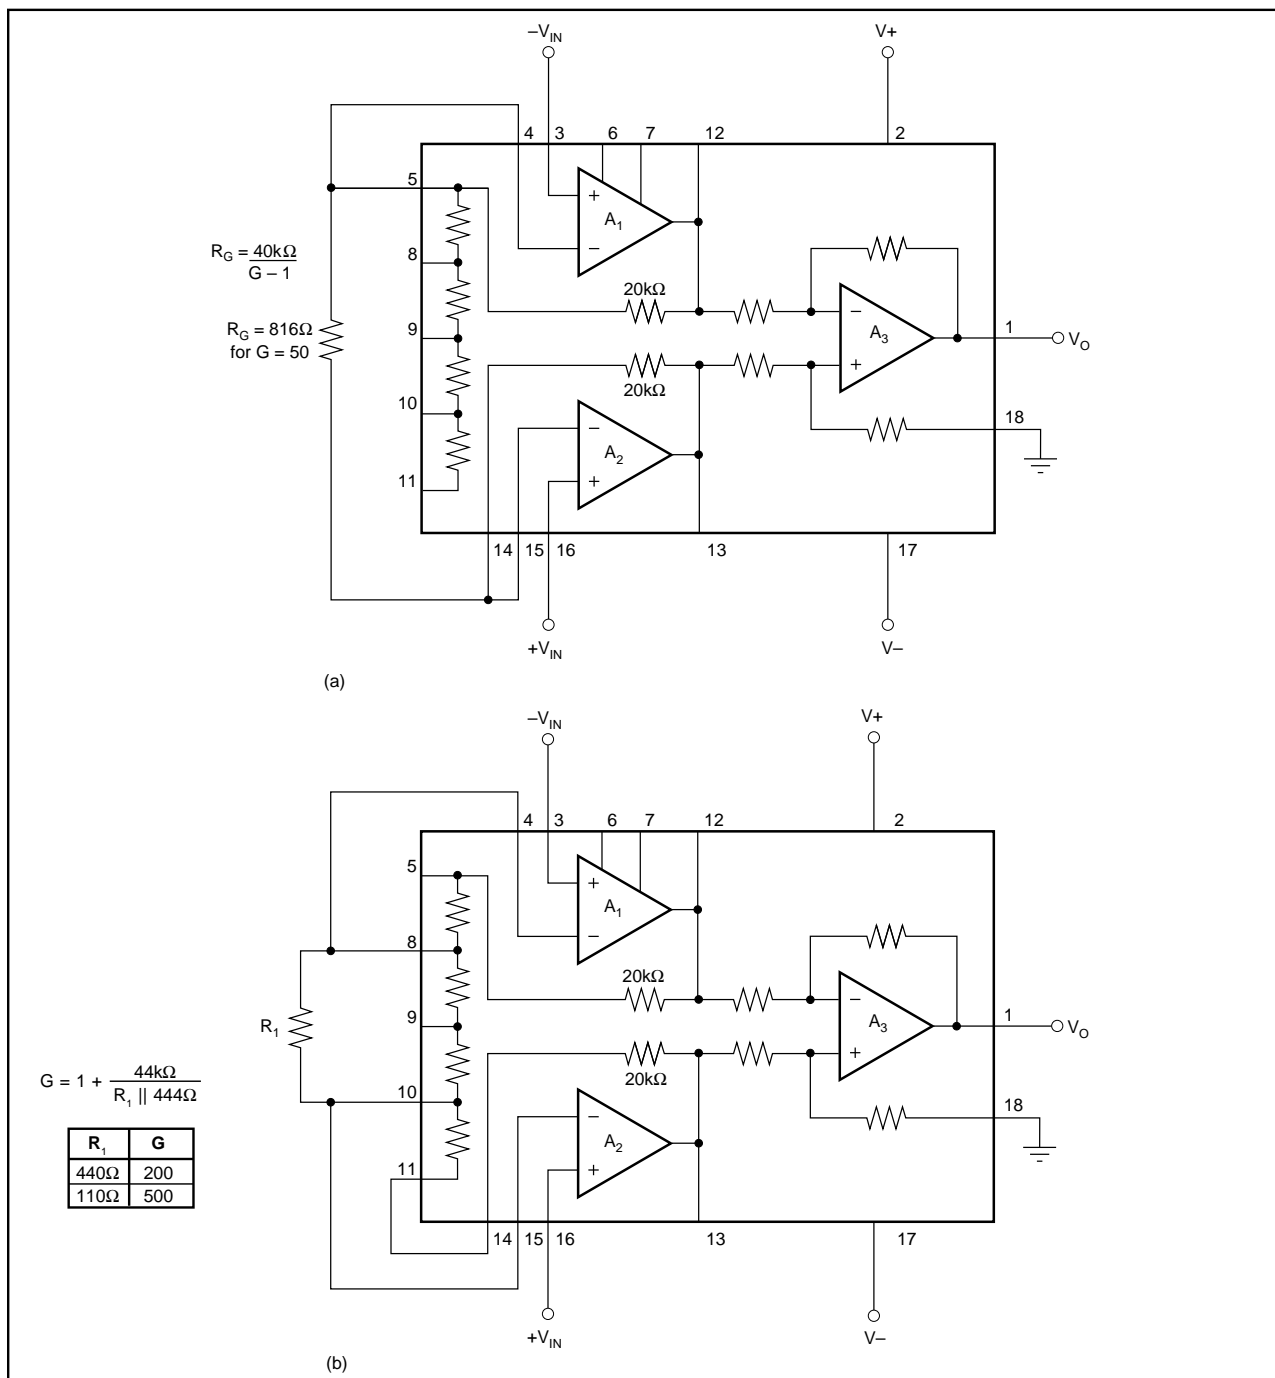 –V_IN
V+
4 3 6 7 12 2
5
+
A_1
–
R_G = 40kΩ / G – 1
8
20kΩ
R_G = 816Ω
for G = 50
9
–
A_3
+
1
V_O
20kΩ
10
–
A_2
+
18
11
14 15 16 13 17
+V_IN
V–
(a)
–V_IN
V+
4 3 6 7 12 2
5
+
A_1
–
8
20kΩ
R_1
9
–
A_3
+
1
V_O
20kΩ
G = 1 + 44kΩ / R_1 || 444Ω
10
–
A_2
+
18
R_1 G
440Ω 200
110Ω 500
11
14 15 16 13 17
+V_IN
V–
(b)